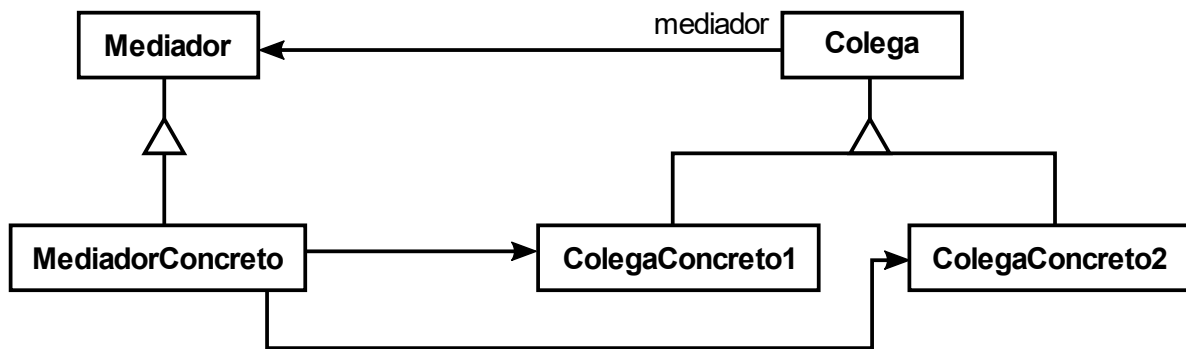 mediador
Mediador
Colega
MediadorConcreto
ColegaConcreto1
ColegaConcreto2